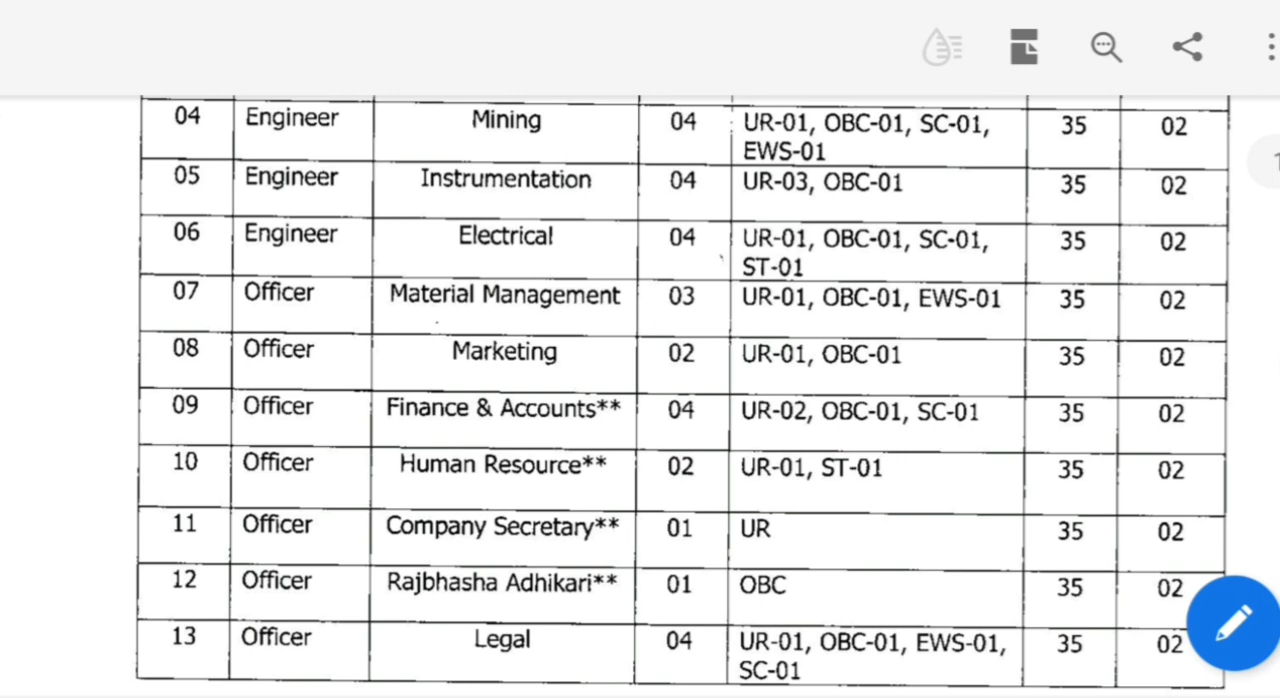 04 Engineer Mining 04 UR-01, OBC-01, SC-01, 35 02
EWS-01
05 Engineer Instrumentation 04 UR-03, OBC-01 35 02
06 Engineer Electrical 04 UR-01, OBC-01, SC-01, 35 02
ST-01
07 Officer Material Management 03 UR-01, OBC-01, EWS-01 35 02
08 Officer Marketing 02 UR-01, OBC-01 35 02
09 Officer Finance & Accounts** 04 UR-02, OBC-01, SC-01 35 02
10 Officer Human Resource** 02 UR-01, ST-01 35 02
11 Officer Company Secretary** 01 UR 35 02
12 Officer Rajbhasha Adhikari** 01 OBC 35 02
13 Officer Legal 04 UR-01, OBC-01, EWS-01, 35 02
SC-01